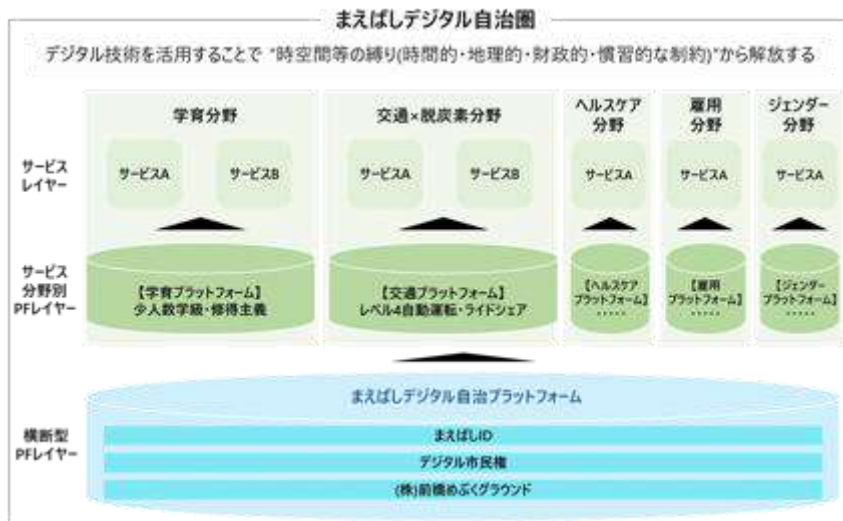 まえばしデジタル自治圏
デジタル技術を活用することで “時空間等の縛り(時間的・地理的・財政的・慣習的な制約)”から解放する
学育分野
交通×脱炭素分野
ヘルスケア
分野
雇用
分野
ジェンダー
分野
サービス
レイヤー
サービスA
サービスB
サービスA
サービスB
サービスA
サービスA
サービスA
サービス
分野別
PFレイヤー
【学育プラットフォーム】
少人数学級・修得主義
【交通プラットフォーム】
レベル4自動運転・ライドシェア
【ヘルスケア
プラットフォーム】
・・・・・
【雇用
プラットフォーム】
・・・・・
【ジェンダー
プラットフォーム】
・・・・・
横断型
PFレイヤー
まえばしデジタル自治プラットフォーム
まえばしID
デジタル市民権
(株)前橋めぶくグラウンド